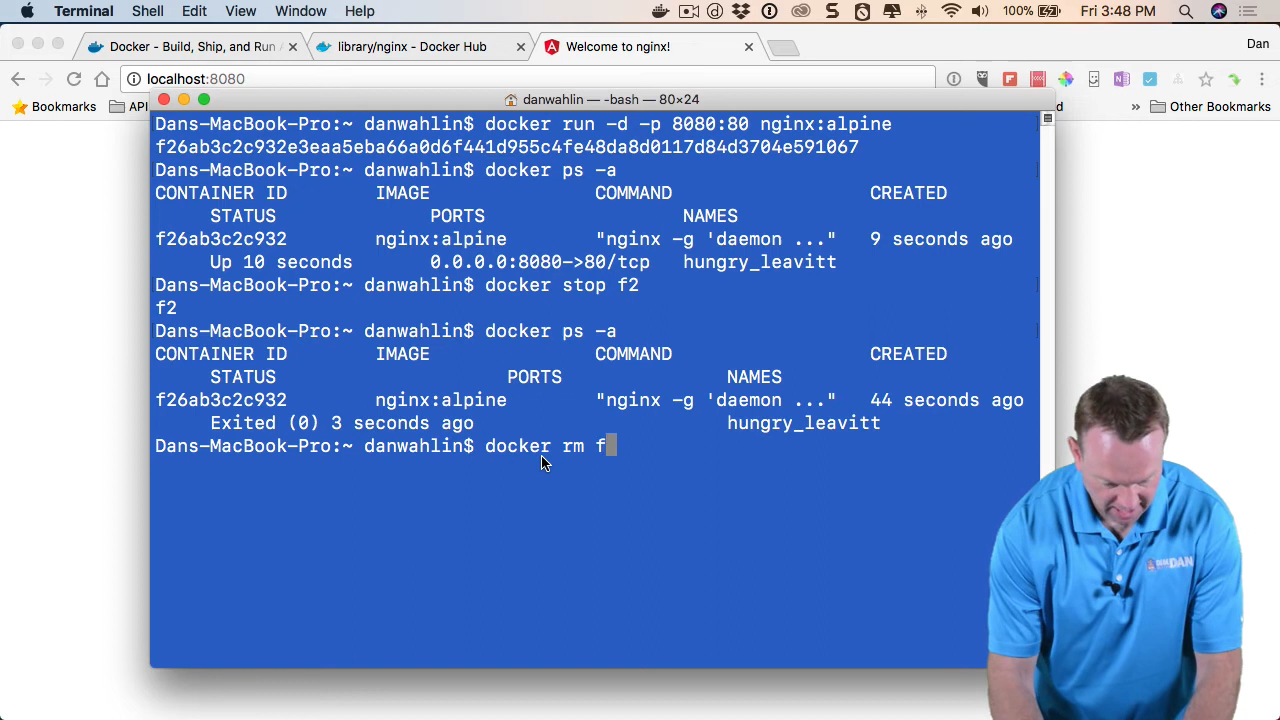 Terminal Shell Edit View Window Help 100% Fri 3:48 PM
Docker - Build, Ship, and Run library/nginx - Docker Hub Welcome to nginx! Dan
localhost:8080
Bookmarks API Other Bookmarks
danwahlin — -bash — 80×24
Dans-MacBook-Pro:~ danwahlin$ docker run -d -p 8080:80 nginx:alpine
f26ab3c2c932e3eaa5eba66a0d6f441d955c4fe48da8d0117d84d3704e591067
Dans-MacBook-Pro:~ danwahlin$ docker ps -a
CONTAINER ID IMAGE COMMAND CREATED
STATUS PORTS NAMES
f26ab3c2c932 nginx:alpine "nginx -g 'daemon ..." 9 seconds ago
Up 10 seconds 0.0.0.0:8080->80/tcp hungry_leavitt
Dans-MacBook-Pro:~ danwahlin$ docker stop f2
f2
Dans-MacBook-Pro:~ danwahlin$ docker ps -a
CONTAINER ID IMAGE COMMAND CREATED
STATUS PORTS NAMES
f26ab3c2c932 nginx:alpine "nginx -g 'daemon ..." 44 seconds ago
Exited (0) 3 seconds ago hungry_leavitt
Dans-MacBook-Pro:~ danwahlin$ docker rm f
DAN